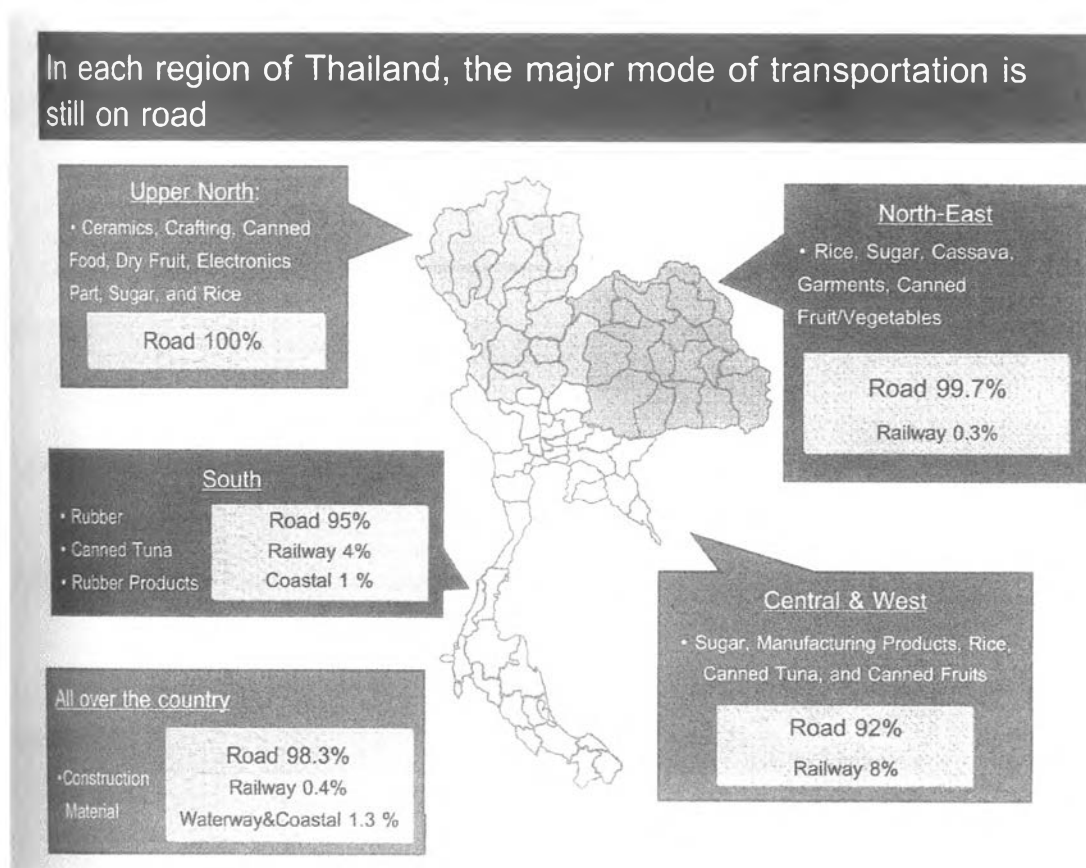 In each region of Thailand, the major mode of transportation is
still on road
Upper North:
• Ceramics, Crafting, Canned
Food, Dry Fruit, Electronics
Part, Sugar, and Rice
Road 100%
North-East
• Rice, Sugar, Cassava,
Garments, Canned
Fruit/Vegetables
Road 99.7%
Railway 0.3%
South
• Rubber
• Canned Tuna
• Rubber Products
Road 95%
Railway 4%
Coastal 1 %
Central & West
• Sugar, Manufacturing Products, Rice,
Canned Tuna, and Canned Fruits
Road 92%
Railway 8%
All over the country
•Construction
Material
Road 98.3%
Railway 0.4%
Waterway&Coastal 1.3 %